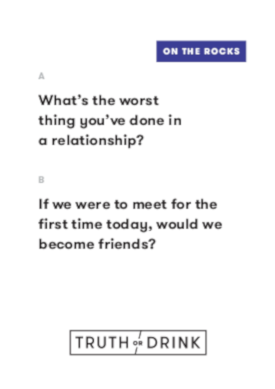 ON THE ROCKS
A
What's the worst
thing you've done in
a relationship?
B
If we were to meet for the
first time today, would we
become friends?
TRUTH OR DRINK